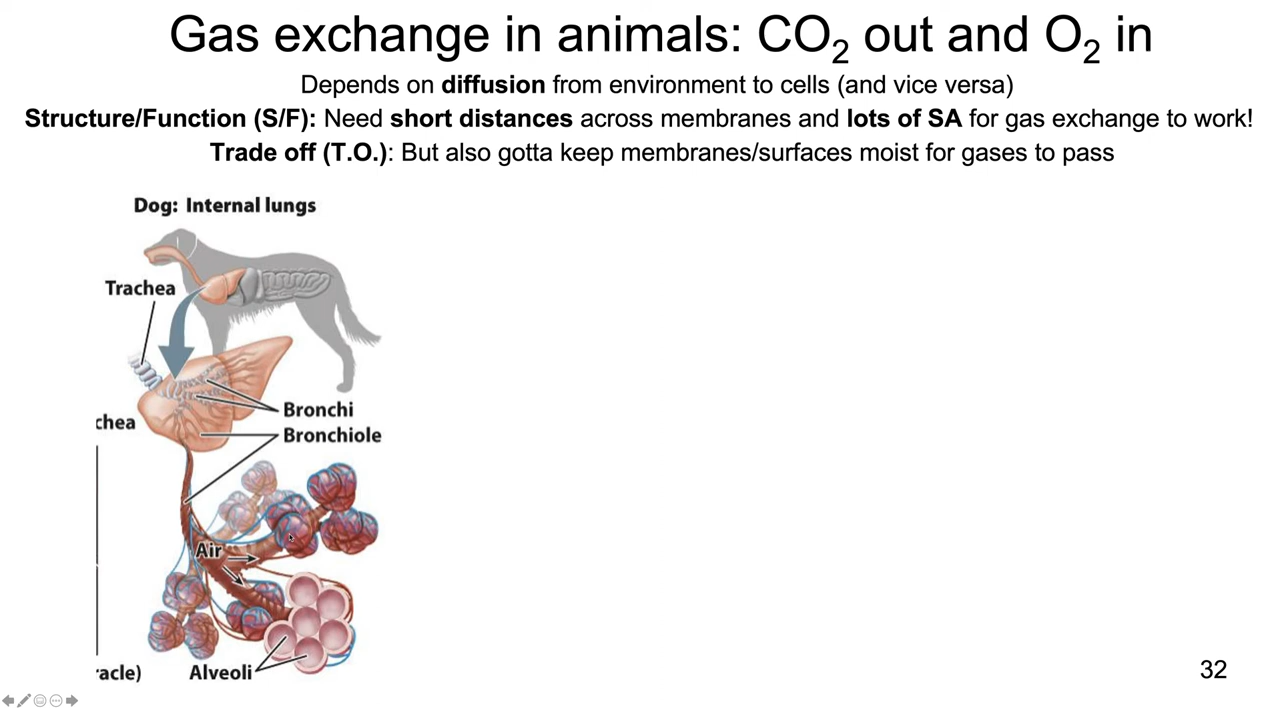 Gas exchange in animals: CO₂ out and O₂ in
Depends on diffusion from environment to cells (and vice versa)
Structure/Function (S/F): Need short distances across membranes and lots of SA for gas exchange to work!
Trade off (T.O.): But also gotta keep membranes/surfaces moist for gases to pass
Dog: Internal lungs
Trachea
Bronchi
chea
Bronchiole
Air
racle)
Alveoli
32